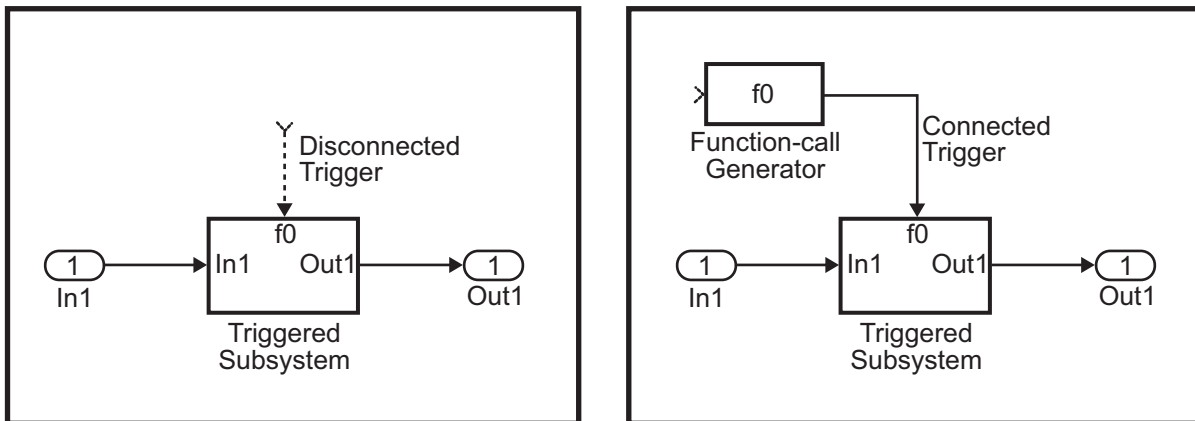 Disconnected
Trigger
f0
1
In1
In1
Out1
1
Out1
Triggered
Subsystem
f0
Function-call
Generator
Connected
Trigger
f0
1
In1
In1
Out1
1
Out1
Triggered
Subsystem